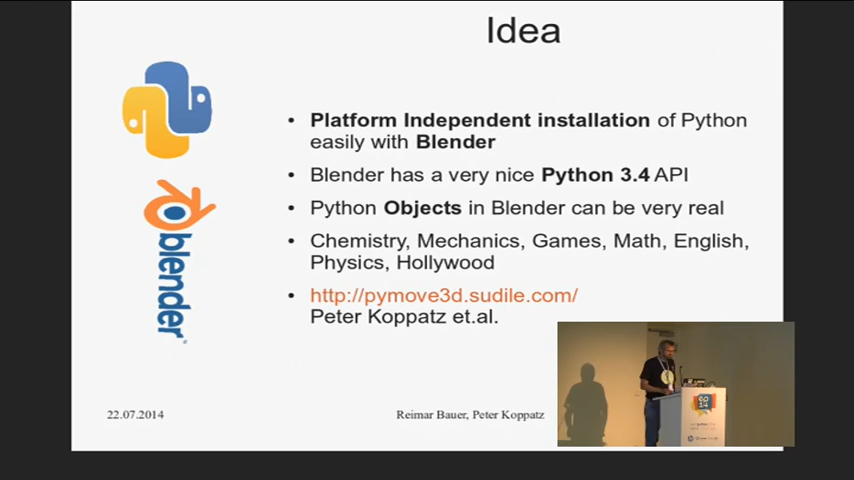 Idea
• Platform Independent installation of Python
easily with Blender
• Blender has a very nice Python 3.4 API
• Python Objects in Blender can be very real
• Chemistry, Mechanics, Games, Math, English,
Physics, Hollywood
• http://pymove3d.sudile.com/
Peter Koppatz et.al.
blender
22.07.2014
Reimar Bauer, Peter Koppatz